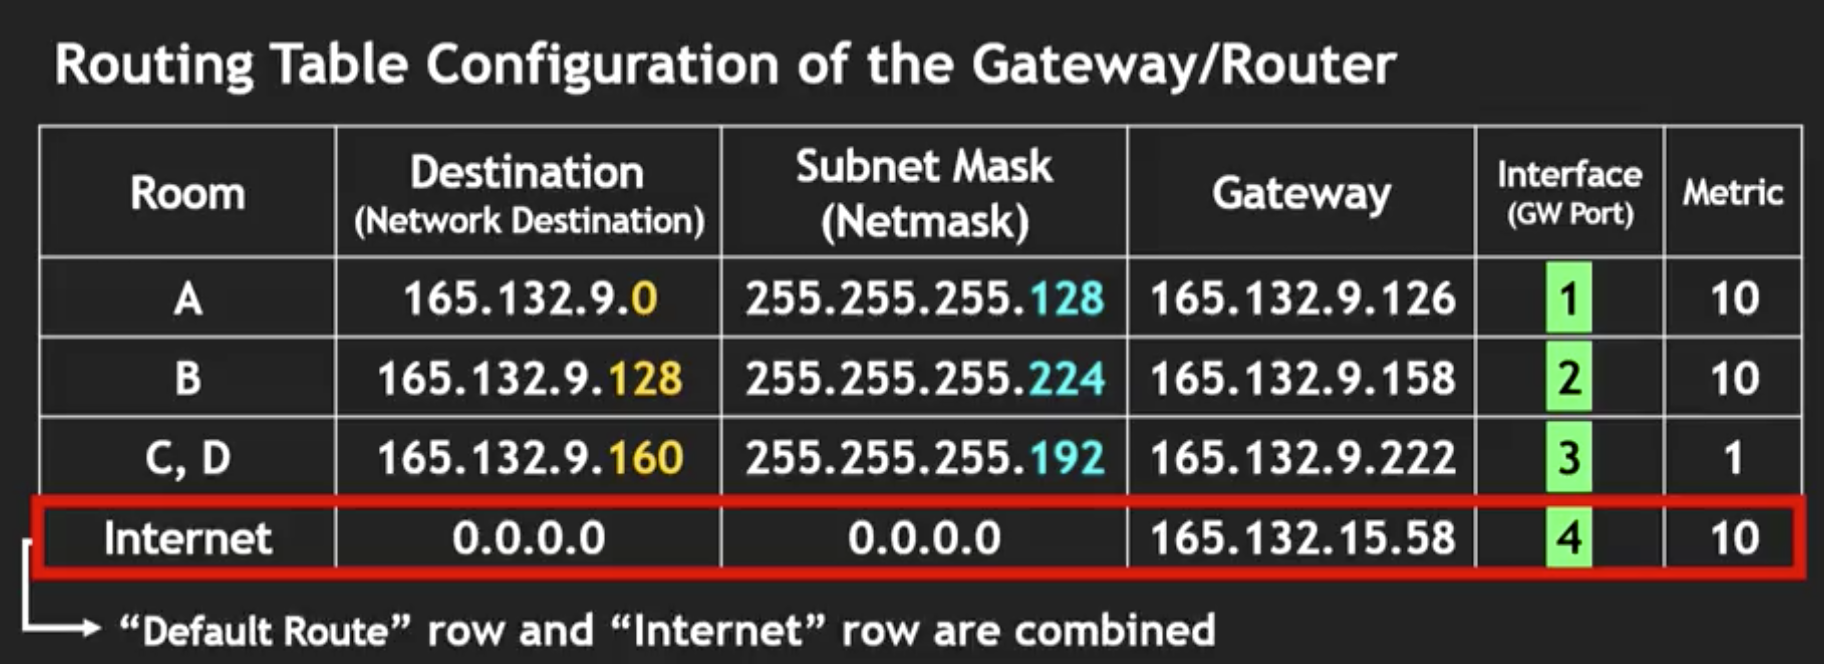 Routing Table Configuration of the Gateway/Router
Room
Destination
(Network Destination)
Subnet Mask
(Netmask)
Gateway
Interface
(GW Port)
Metric
A 165.132.9.0 255.255.255.128 165.132.9.126 1 10
B 165.132.9.128 255.255.255.224 165.132.9.158 2 10
C, D 165.132.9.160 255.255.255.192 165.132.9.222 3 1
Internet 0.0.0.0 0.0.0.0 165.132.15.58 4 10
“Default Route” row and “Internet” row are combined